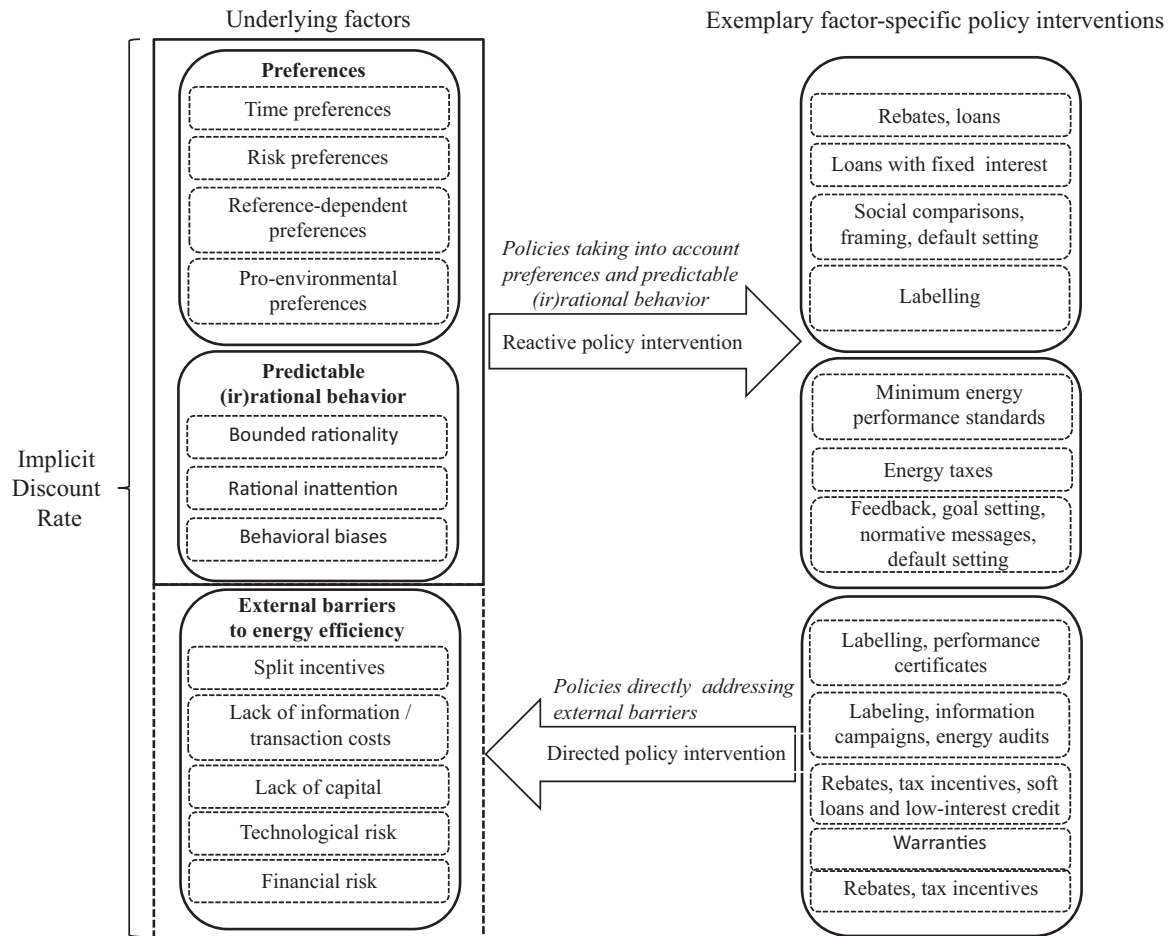 Underlying factors
Exemplary factor-specific policy interventions
Implicit
Discount
Rate
Preferences
Time preferences
Risk preferences
Reference-dependent
preferences
Pro-environmental
preferences
Predictable
(ir)rational behavior
Bounded rationality
Rational inattention
Behavioral biases
External barriers
to energy efficiency
Split incentives
Lack of information /
transaction costs
Lack of capital
Technological risk
Financial risk
Policies taking into account
preferences and predictable
(ir)rational behavior
Reactive policy intervention
Policies directly addressing
external barriers
Directed policy intervention
Rebates, loans
Loans with fixed interest
Social comparisons,
framing, default setting
Labelling
Minimum energy
performance standards
Energy taxes
Feedback, goal setting,
normative messages,
default setting
Labelling, performance
certificates
Labeling, information
campaigns, energy audits
Rebates, tax incentives, soft
loans and low-interest credit
Warranties
Rebates, tax incentives